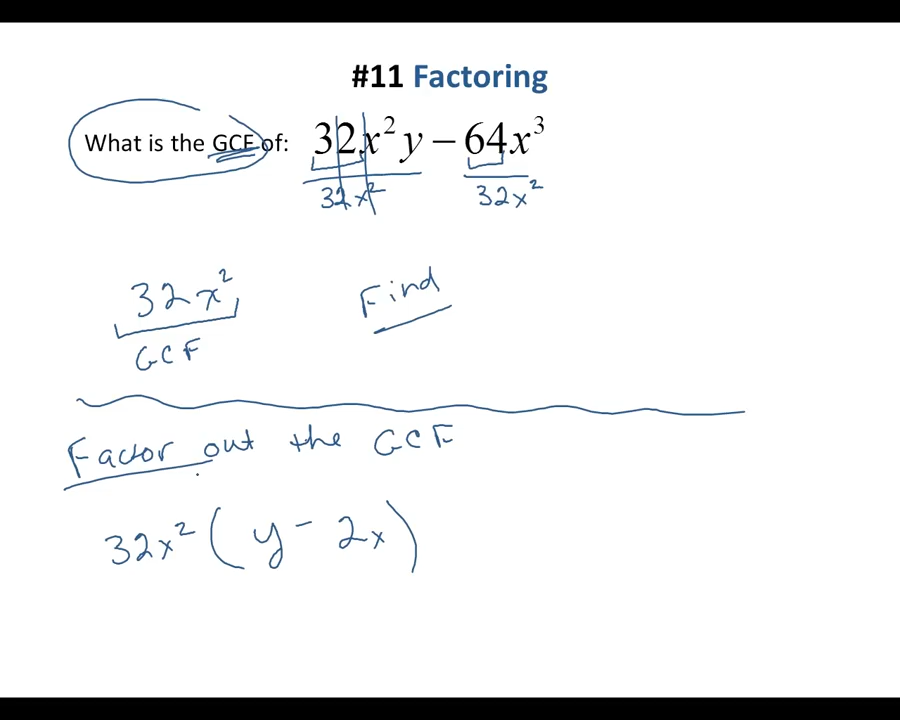 #11 Factoring
What is the GCF of: 32x²y − 64x³
32x² 32x²
32x² Find
GCF
Factor out the GCF
32x² (y − 2x)